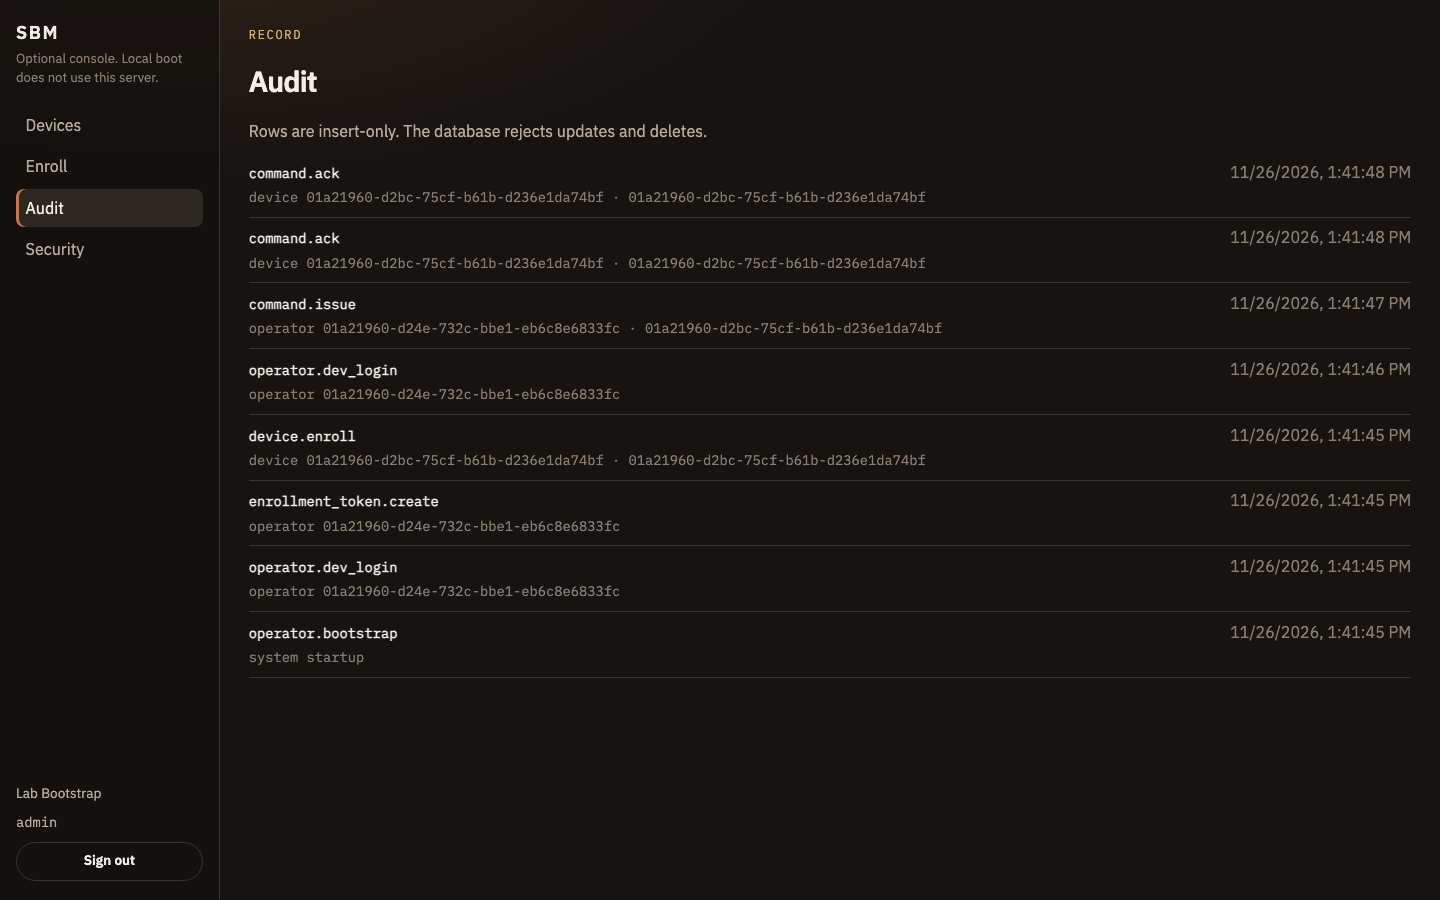 SBM
Optional console. Local boot
does not use this server.
Devices
Enroll
Audit
Security
Lab Bootstrap
admin
Sign out
RECORD
Audit
Rows are insert-only. The database rejects updates and deletes.
command.ack
11/26/2026, 1:41:48 PM
device 01a21960-d2bc-75cf-b61b-d236e1da74bf · 01a21960-d2bc-75cf-b61b-d236e1da74bf
command.ack
11/26/2026, 1:41:48 PM
device 01a21960-d2bc-75cf-b61b-d236e1da74bf · 01a21960-d2bc-75cf-b61b-d236e1da74bf
command.issue
11/26/2026, 1:41:47 PM
operator 01a21960-d24e-732c-bbe1-eb6c8e6833fc · 01a21960-d2bc-75cf-b61b-d236e1da74bf
operator.dev_login
11/26/2026, 1:41:46 PM
operator 01a21960-d24e-732c-bbe1-eb6c8e6833fc
device.enroll
11/26/2026, 1:41:45 PM
device 01a21960-d2bc-75cf-b61b-d236e1da74bf · 01a21960-d2bc-75cf-b61b-d236e1da74bf
enrollment_token.create
11/26/2026, 1:41:45 PM
operator 01a21960-d24e-732c-bbe1-eb6c8e6833fc
operator.dev_login
11/26/2026, 1:41:45 PM
operator 01a21960-d24e-732c-bbe1-eb6c8e6833fc
operator.bootstrap
11/26/2026, 1:41:45 PM
system startup